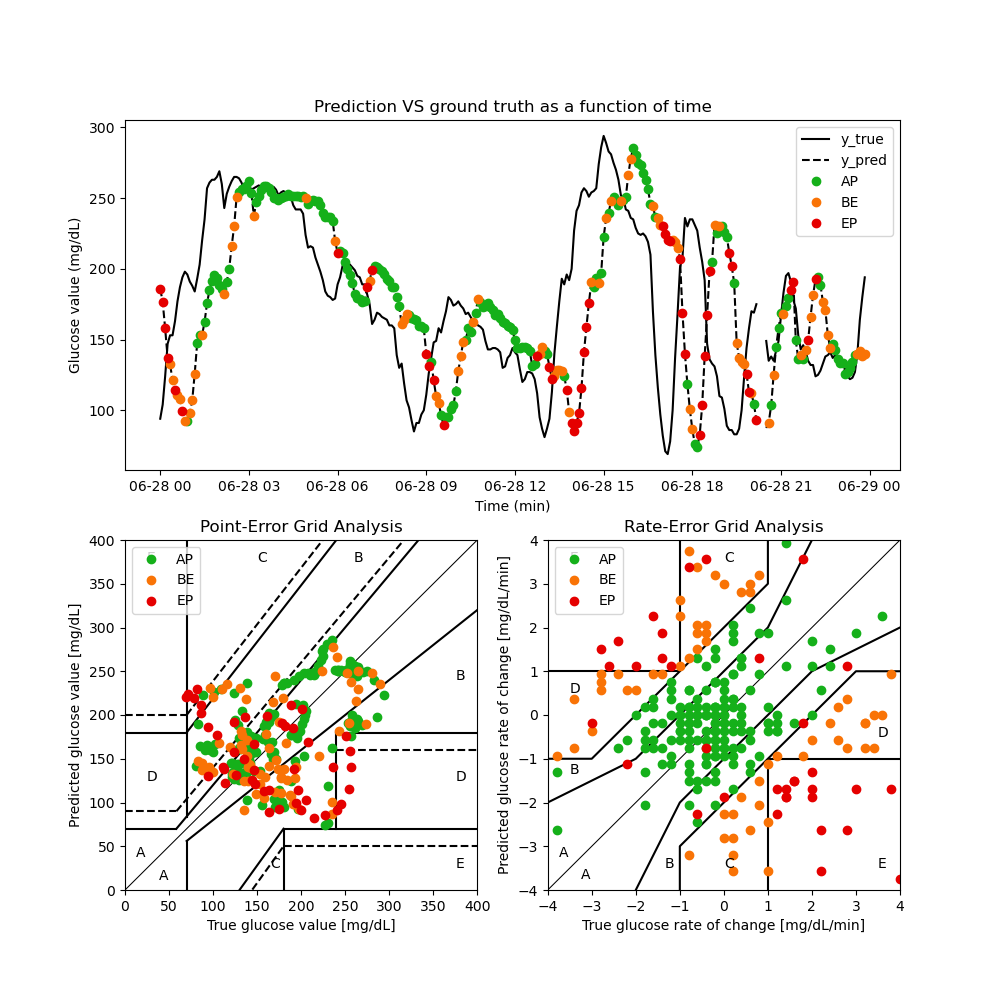 Prediction VS ground truth as a function of time
Glucose value (mg/dL)
300
250
200
150
100
y_true
y_pred
AP
BE
EP
06-28 00 06-28 03 06-28 06 06-28 09 06-28 12 06-28 15 06-28 18 06-28 21 06-29 00
Time (min)
Point-Error Grid Analysis
Predicted glucose value [mg/dL]
400
350
300
250
200
150
100
50
0
AP
BE
EP
C
B
B
D
D
A
A
C
E
0 50 100 150 200 250 300 350 400
True glucose value [mg/dL]
Rate-Error Grid Analysis
Predicted glucose rate of change [mg/dL/min]
4
3
2
1
0
−1
−2
−3
−4
AP
BE
EP
C
D
D
B
A
A
B
C
E
−4 −3 −2 −1 0 1 2 3 4
True glucose rate of change [mg/dL/min]